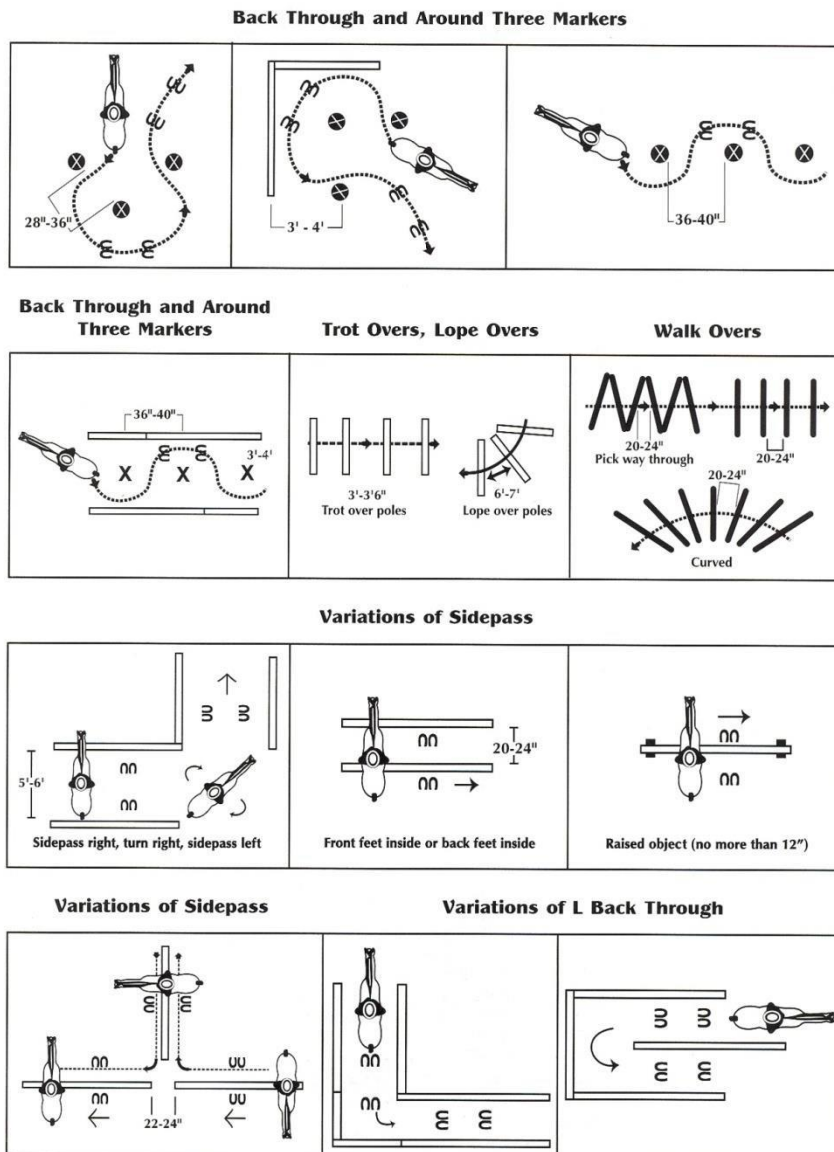 Back Through and Around Three Markers
28"-36"
3' - 4'
36-40"
Back Through and Around
Three Markers
Trot Overs, Lope Overs
Walk Overs
36"-40"
3'-4'
X X X
3'-3'6"
Trot over poles
6'-7'
Lope over poles
20-24"
Pick way through
20-24"
20-24"
Curved
Variations of Sidepass
5'-6'
Sidepass right, turn right, sidepass left
20-24"
Front feet inside or back feet inside
Raised object (no more than 12")
Variations of Sidepass
Variations of L Back Through
22-24"